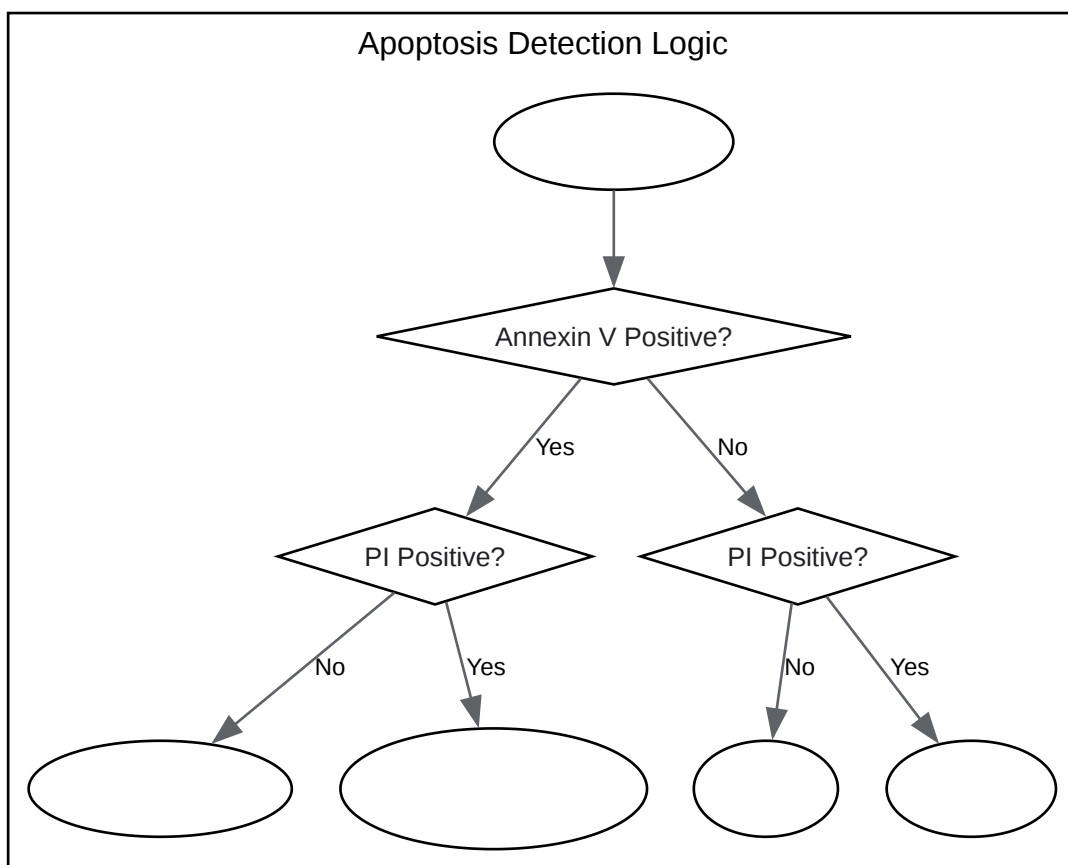 Apoptosis Detection Logic
Annexin V Positive?
Yes
No
PI Positive?
PI Positive?
No
Yes
No
Yes